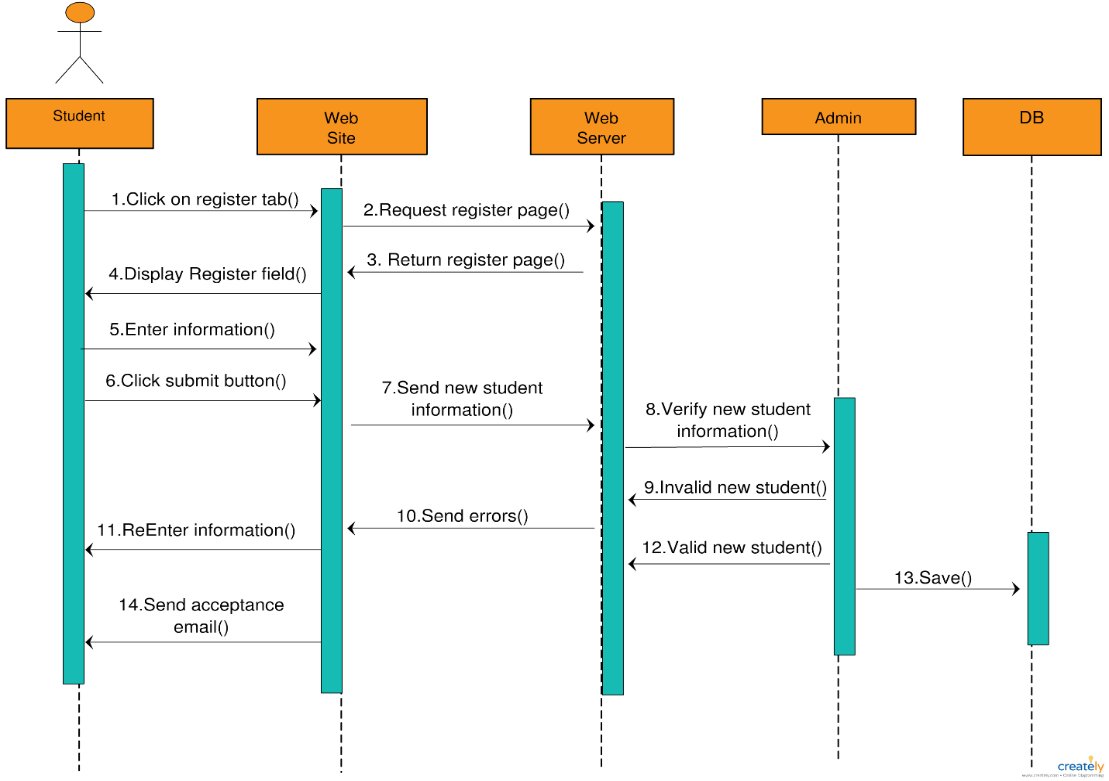 Student
Web
Site
Web
Server
Admin
DB
1.Click on register tab()
2.Request register page()
3. Return register page()
4.Display Register field()
5.Enter information()
6.Click submit button()
7.Send new student
information()
8.Verify new student
information()
9.Invalid new student()
10.Send errors()
11.ReEnter information()
12.Valid new student()
13.Save()
14.Send acceptance
email()
creately